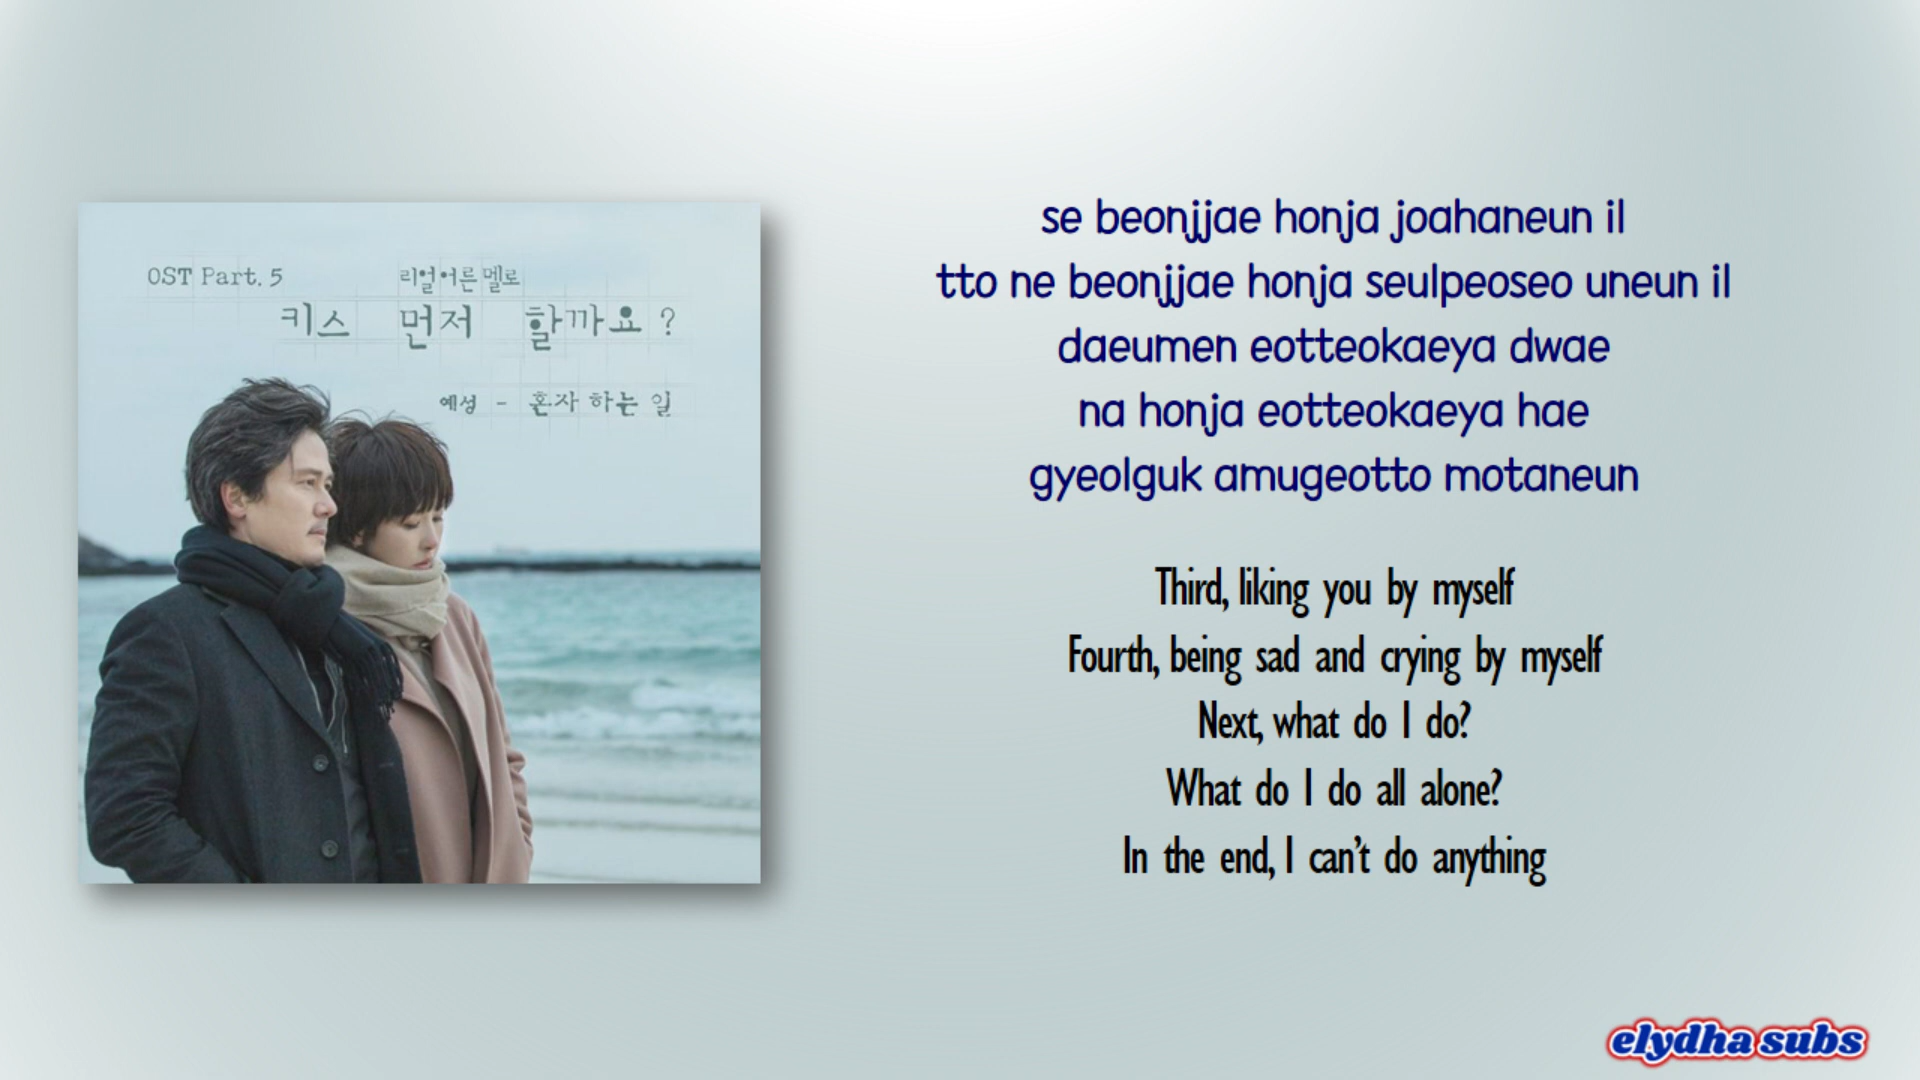 OST Part. 5
리얼어른멜로
키스 먼저 할까요?
예성 - 혼자 하는 일
se beonjjae honja joahaneun il
tto ne beonjjae honja seulpeoseo uneun il
daeumen eotteokaeya dwae
na honja eotteokaeya hae
gyeolguk amugeotto motaneun
Third, liking you by myself
Fourth, being sad and crying by myself
Next, what do I do?
What do I do all alone?
In the end, I can't do anything
elydha subs